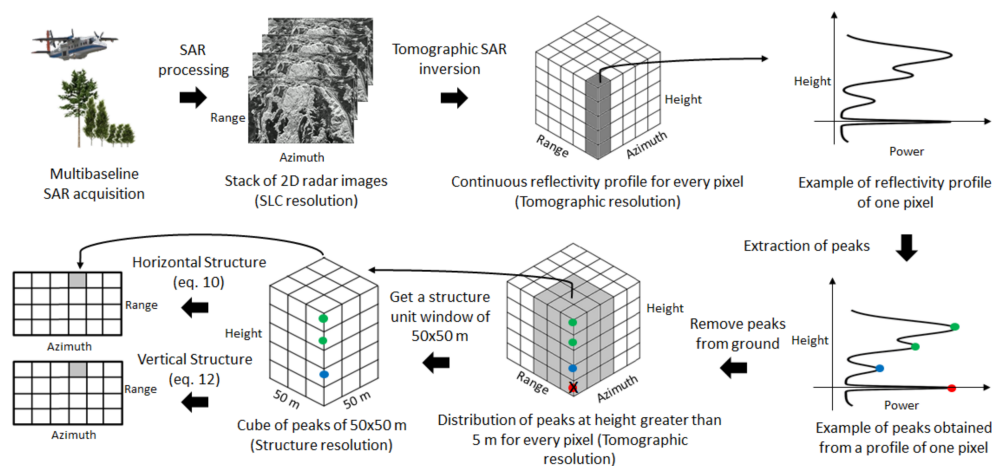 SAR
processing
Tomographic SAR
inversion
Range
Azimuth
Height
Range
Azimuth
Height
Power
Multibaseline
SAR acquisition
Stack of 2D radar images
(SLC resolution)
Continuous reflectivity profile for every pixel
(Tomographic resolution)
Example of reflectivity profile
of one pixel
Extraction of peaks
Horizontal Structure
(eq. 10)
Range
Azimuth
Vertical Structure
(eq. 12)
Range
Azimuth
Height
50 m
50 m
Cube of peaks of 50x50 m
(Structure resolution)
Get a structure
unit window of
50x50 m
Height
X
Range
Azimuth
Distribution of peaks at height greater than
5 m for every pixel (Tomographic
resolution)
Remove peaks
from ground
Height
Power
Example of peaks obtained
from a profile of one pixel